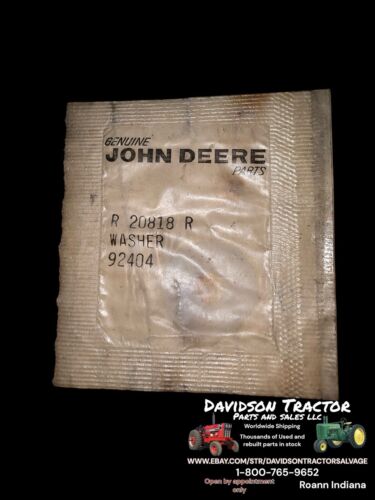 GENUINE
JOHN DEERE
PARTS
R 20818 R
WASHER
92404
DAVIDSON TRACTOR
PARTS AND SALES LLC
Worldwide Shipping
Thousands of Used and
rebuilt parts in stock
WWW.EBAY.COM/STR/DAVIDSONTRACTORSALVAGE
1-800-765-9652
Open by appointment
only
Roann Indiana